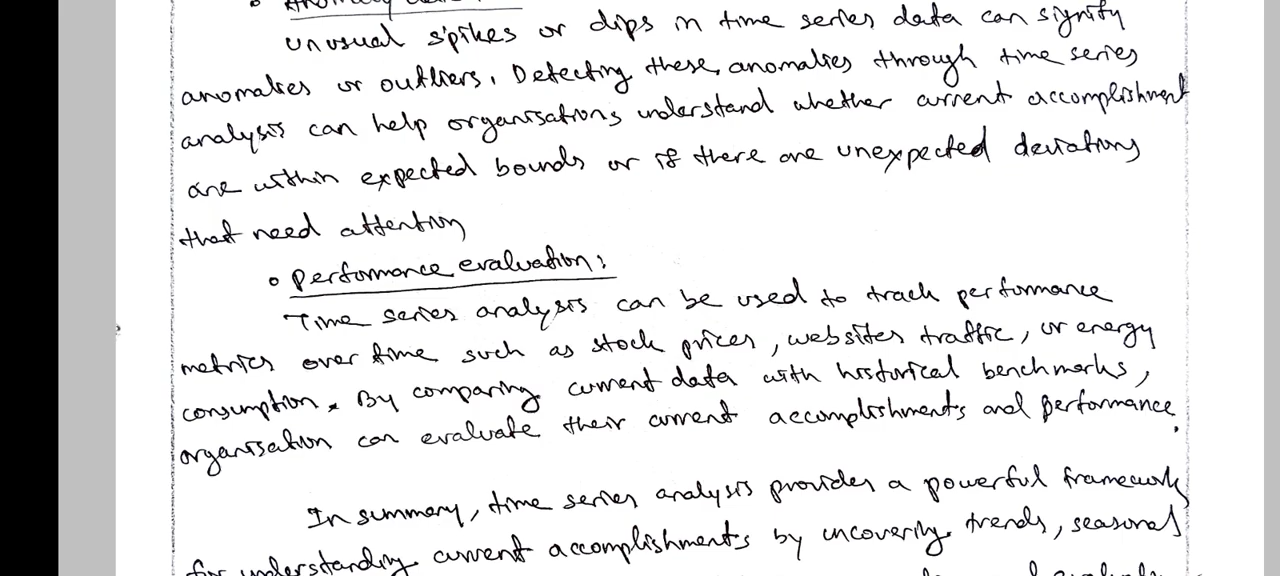 unusual spikes or dips in time series data can signify
anomalies or outliers. Detecting these, anomalies through time series
analysis can help organisations understand whether current accomplishment
are within expected bounds or if there are unexpected deviations
that need attention
• Performance evaluation:
Time series analysis can be used to track performance
metrics over time such as stock prices, websites traffic, or energy
consumption. By comparing current data with historical benchmarks,
organisation can evaluate their current accomplishments and performance.
In summary, time series analysis provides a powerful framework
for understanding current accomplishments by uncovering trends, seasonal